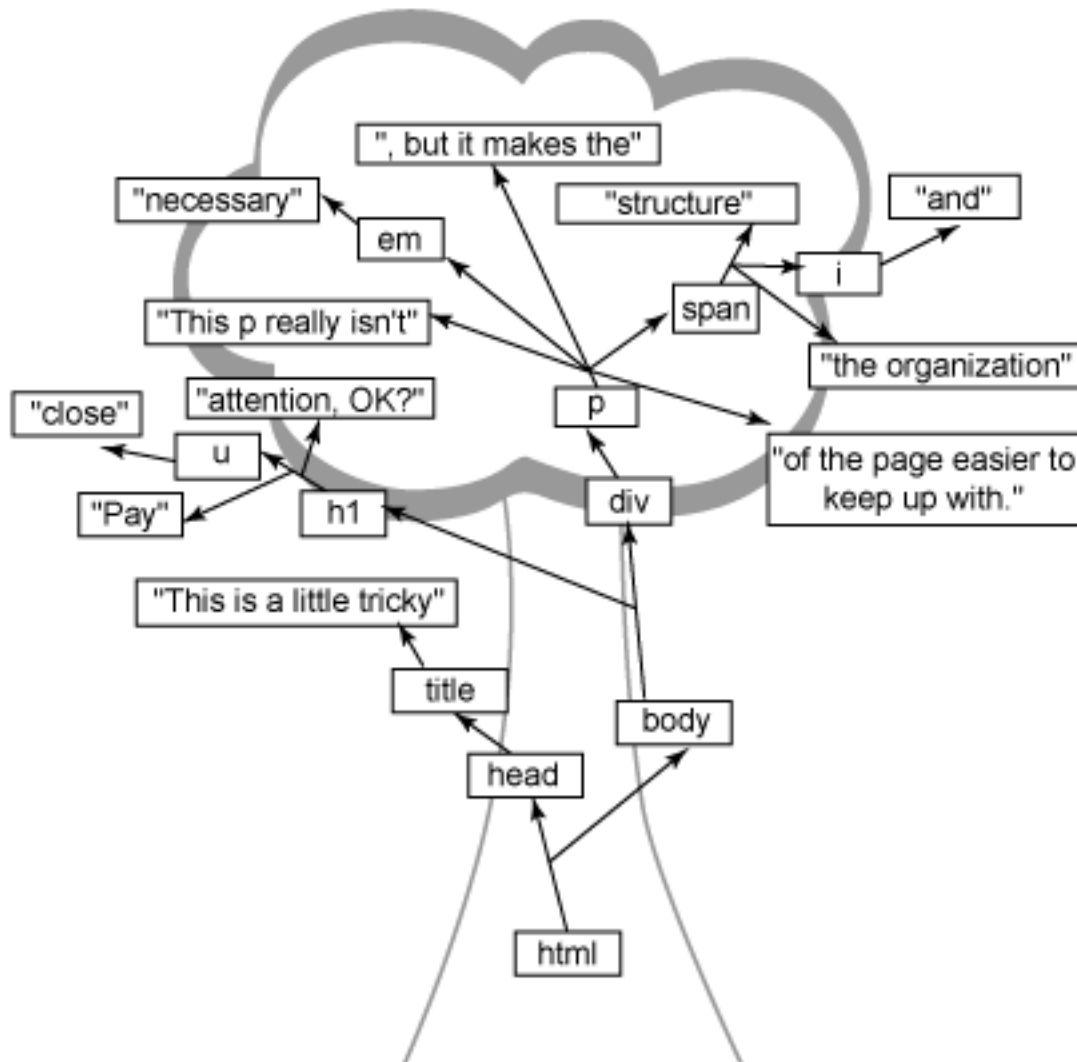 ", but it makes the"
"necessary"
"structure"
"and"
em
i
span
"This p really isn't"
"the organization"
"attention, OK?"
"close"
p
u
"of the page easier to
keep up with."
"Pay"
h1
div
"This is a little tricky"
title
body
head
html